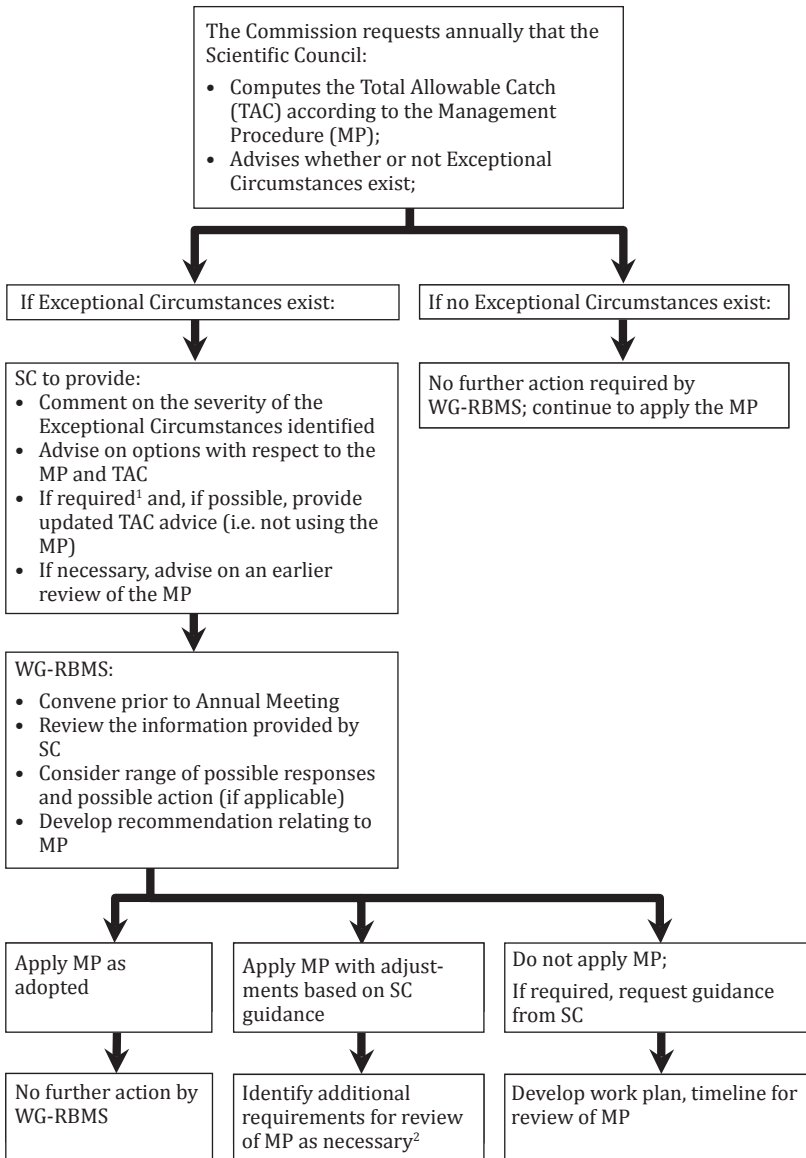 The Commission requests annually that the
Scientific Council:
• Computes the Total Allowable Catch
(TAC) according to the Management
Procedure (MP);
• Advises whether or not Exceptional
Circumstances exist;
If Exceptional Circumstances exist:
If no Exceptional Circumstances exist:
SC to provide:
• Comment on the severity of the
Exceptional Circumstances identified
• Advise on options with respect to the
MP and TAC
• If required¹ and, if possible, provide
updated TAC advice (i.e. not using the
MP)
• If necessary, advise on an earlier
review of the MP
No further action required by
WG-RBMS; continue to apply the MP
WG-RBMS:
• Convene prior to Annual Meeting
• Review the information provided by
SC
• Consider range of possible responses
and possible action (if applicable)
• Develop recommendation relating to
MP
Apply MP as
adopted
Apply MP with adjust-
ments based on SC
guidance
Do not apply MP;
If required, request guidance
from SC
No further action by
WG-RBMS
Identify additional
requirements for review
of MP as necessary²
Develop work plan, timeline for
review of MP